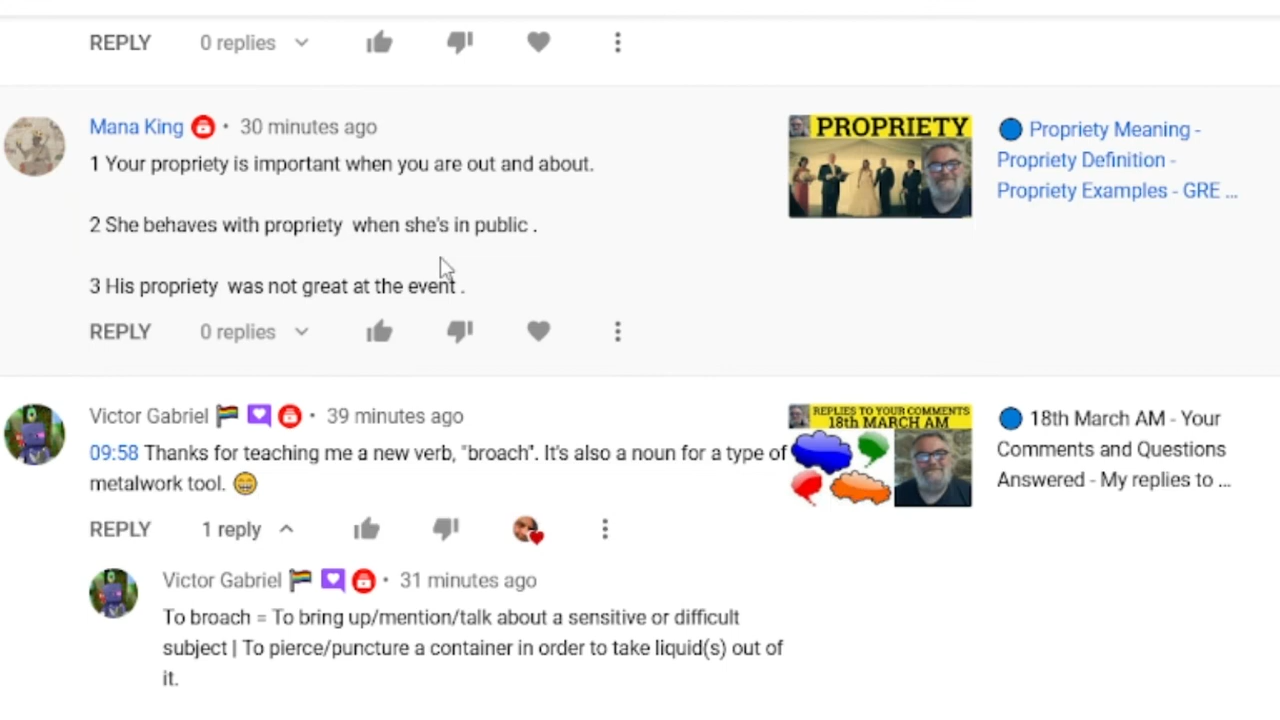 REPLY 0 replies
Mana King • 30 minutes ago
1 Your propriety is important when you are out and about.
2 She behaves with propriety  when she's in public .
3 His propriety  was not great at the event .
REPLY 0 replies
PROPRIETY
Propriety Meaning -
Propriety Definition -
Propriety Examples - GRE ...
Victor Gabriel • 39 minutes ago
09:58 Thanks for teaching me a new verb, "broach". It's also a noun for a type of
metalwork tool. 😁
REPLY 1 reply
REPLIES TO YOUR COMMENTS
18th MARCH AM
18th March AM - Your
Comments and Questions
Answered - My replies to ...
Victor Gabriel • 31 minutes ago
To broach = To bring up/mention/talk about a sensitive or difficult
subject | To pierce/puncture a container in order to take liquid(s) out of
it.